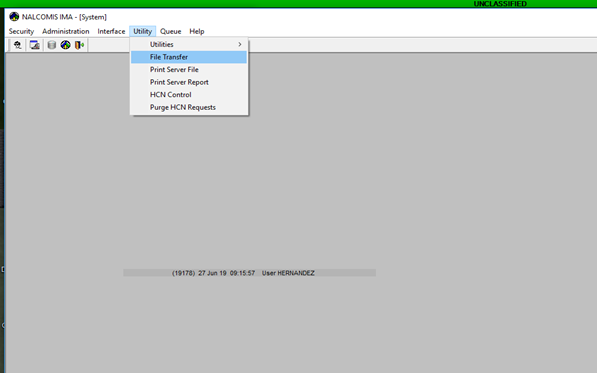 UNCLASSIFIED
NALCOMIS IMA - [System]
Security Administration Interface Utility Queue Help
Utilities
File Transfer
Print Server File
Print Server Report
HCN Control
Purge HCN Requests
(19178) 27 Jun 19 09:15:57 User HERNANDEZ